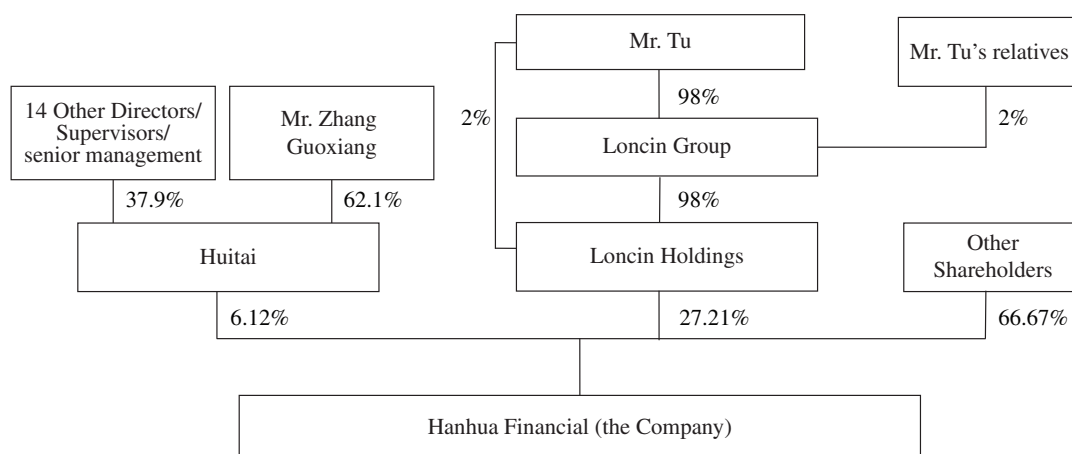 Mr. Tu
Mr. Tu’s relatives
14 Other Directors/
Supervisors/
senior management
Mr. Zhang
Guoxiang
2%
98%
2%
Loncin Group
37.9%
62.1%
98%
Huitai
Loncin Holdings
Other
Shareholders
6.12%
27.21%
66.67%
Hanhua Financial (the Company)